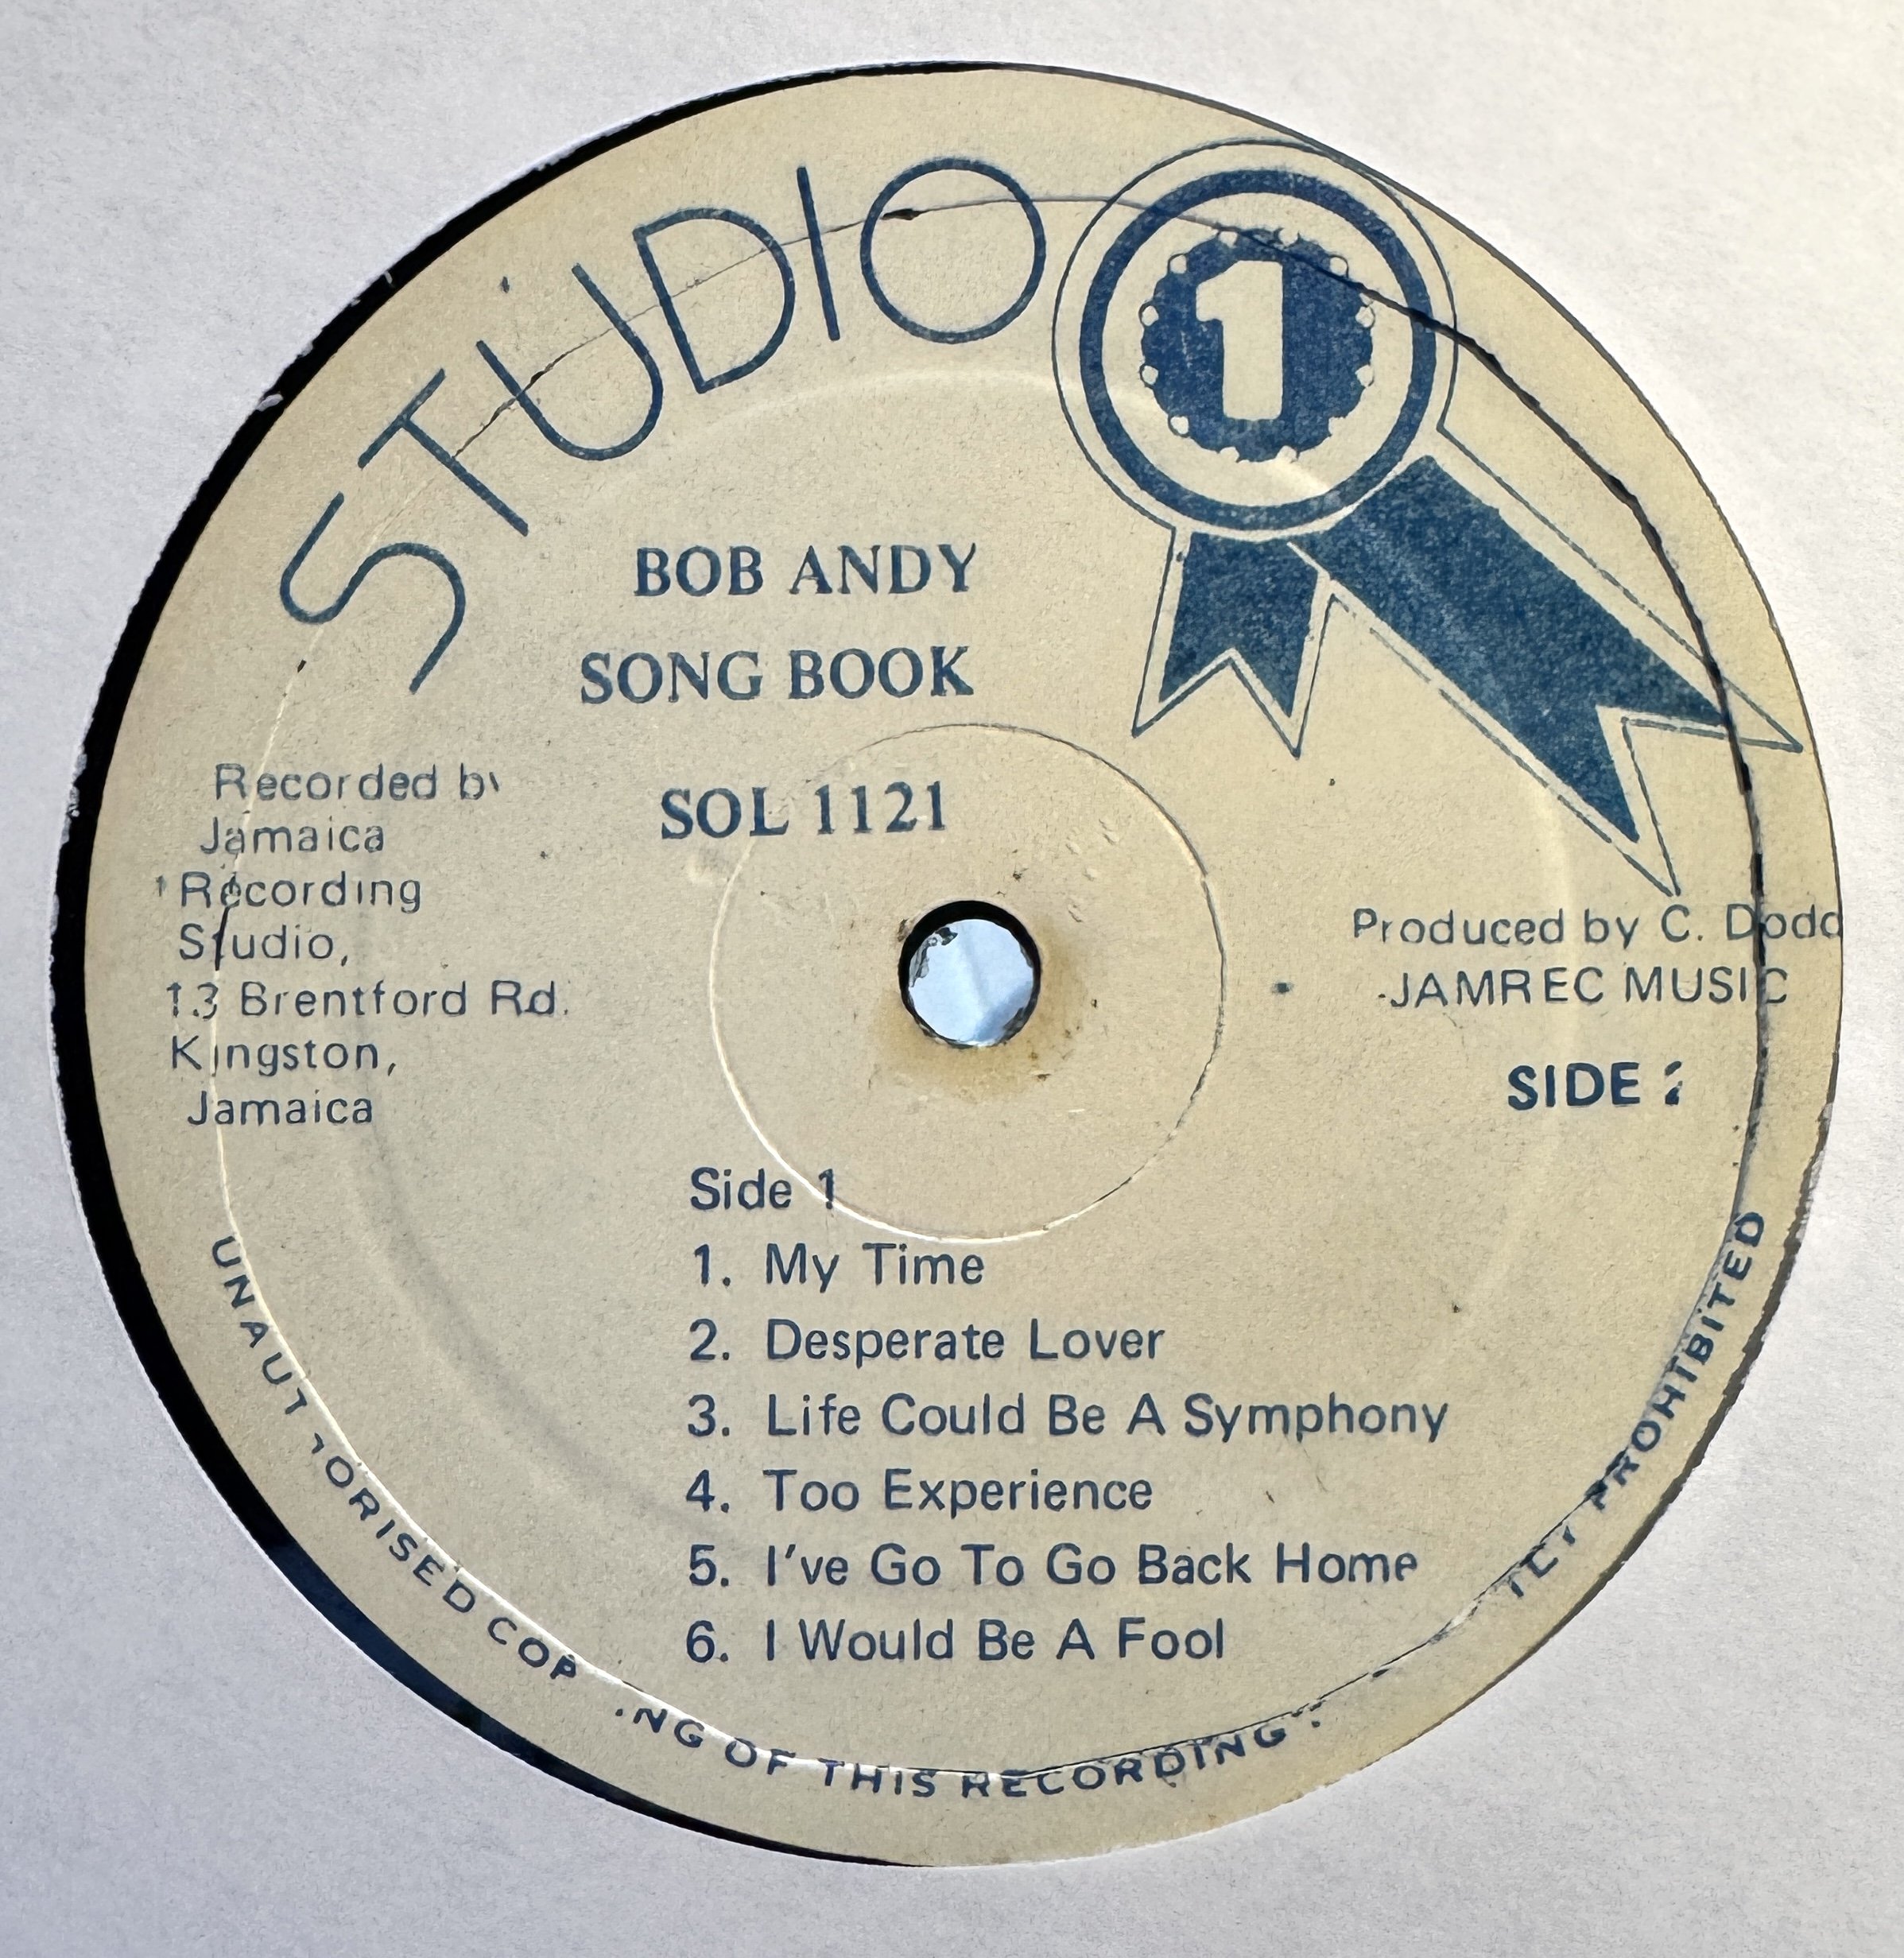 STUDIO 1
BOB ANDY
SONG BOOK
SOL 1121
Recorded by
Jamaica
Recording
Studio,
13 Brentford Rd.
Kingston,
Jamaica
Produced by C. Dodd
JAMREC MUSIC
SIDE
Side 1
1. My Time
2. Desperate Lover
3. Life Could Be A Symphony
4. Too Experience
5. I've Go To Go Back Home
6. I Would Be A Fool
UNAUTHORISED COPYING OF THIS RECORDING PROHIBITED